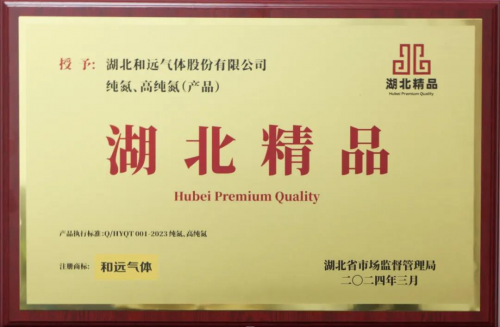 授予：湖北和远气体股份有限公司
纯氮、高纯氮（产品）
湖北精品
Hubei Premium Quality
湖北精品
Hubei Premium Quality
产品执行标准:Q/HYQT 001-2023 纯氮、高纯氮
注册商标: 和远气体
湖北省市场监督管理局
二〇二四年三月